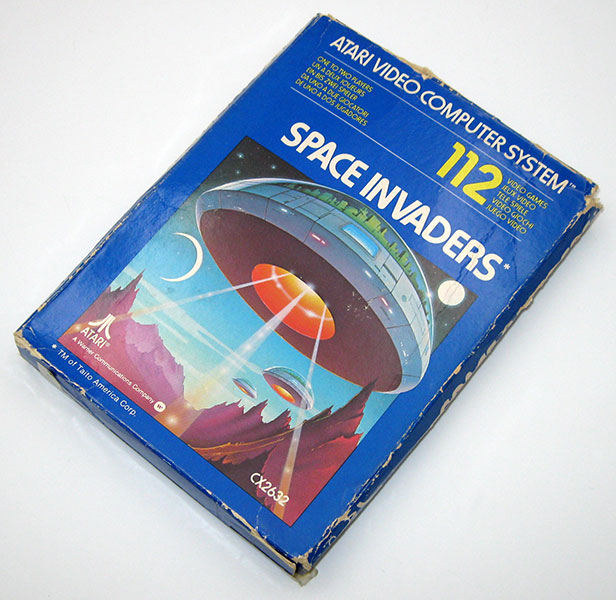 ATARI VIDEO COMPUTER SYSTEM™
ONE TO TWO PLAYERS
UN A DEUX JOUEURS
EIN BIS ZWEI SPIELER
DA UNO A DUE GIOCATORI
DE UNO A DOS JUGADORES
112
VIDEO GAMES
JEUX VIDEO
TELE SPIELE
VIDEO GIOCHI
JUEGO VIDEO
SPACE INVADERS*
ATARI®
A Warner Communications Company
* TM of Taito America Corp.
CX2632